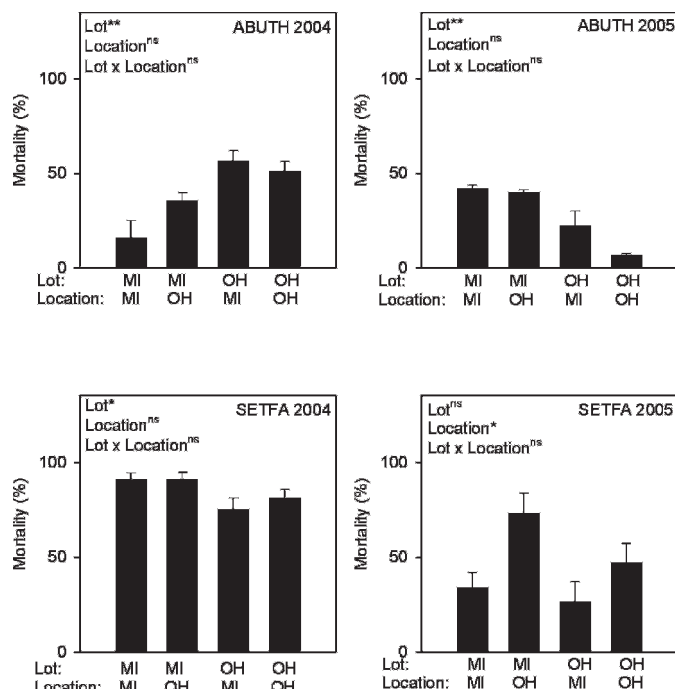 Lot**
ABUTH 2004
Location^ns
Lot x Location^ns
100
Mortality (%)
50
0
Lot: MI MI OH OH
Location: MI OH MI OH
Lot**
ABUTH 2005
Location^ns
Lot x Location^ns
100
Mortality (%)
50
0
MI MI OH OH
MI OH MI OH
Lot*
SETFA 2004
Location^ns
Lot x Location^ns
100
Mortality (%)
50
0
Lot: MI MI OH OH
Location: MI OH MI OH
Lot^ns
SETFA 2005
Location*
Lot x Location^ns
100
Mortality (%)
50
0
MI MI OH OH
MI OH MI OH